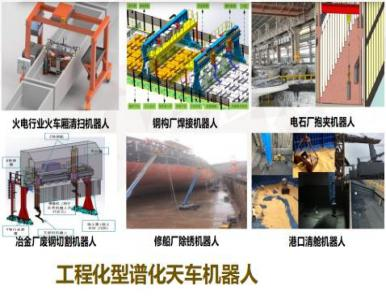 火电行业火车厢清扫机器人
钢构厂焊接机器人
电石厂抱夹机器人
冶金厂废钢切割机器人
修船厂除锈机器人
港口清舱机器人
工程化型谱化天车机器人